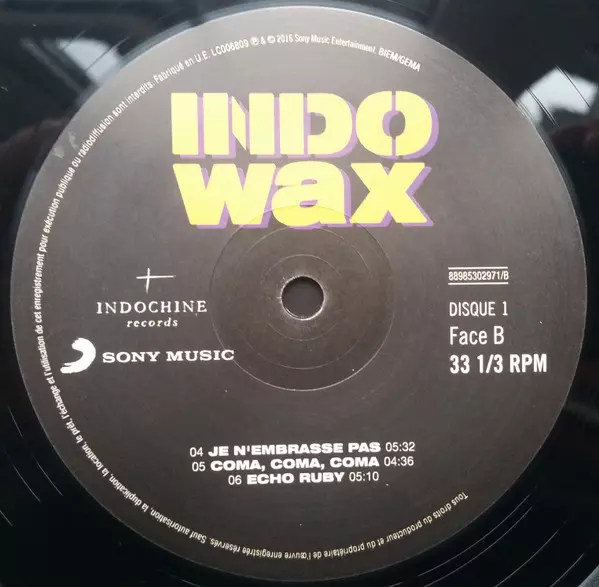 Tous droits du producteur et du propriétaire de l'œuvre enregistrée réservés. Sauf autorisation, la duplication, la location, le prêt, l'échange et l'utilisation de cet enregistrement pour exécution publique ou radiodiffusion sont interdits. Fabriqué en U.E. LC006809 ℗ & © 2016 Sony Music Entertainment. BIEM/GEMA
INDO
wax
INDOCHINE
records
SONY MUSIC
88985302971/B
DISQUE 1
Face B
33 1/3 RPM
04 JE N'EMBRASSE PAS 05:32
05 COMA, COMA, COMA 04:36
06 ECHO RUBY 05:10